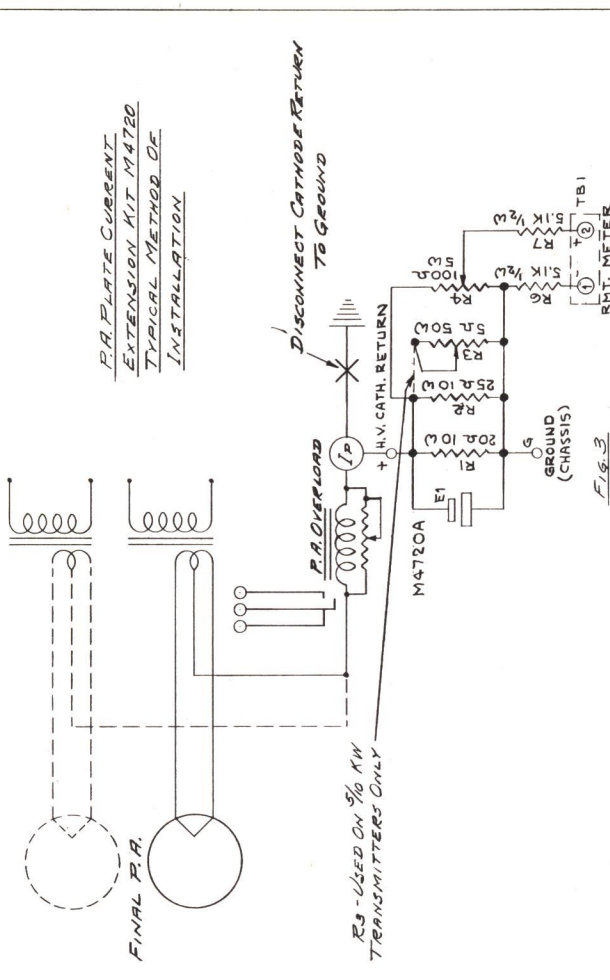 P.A. PLATE CURRENT
EXTENSION KIT M4720
TYPICAL METHOD OF
INSTALLATION
DISCONNECT CATHODE RETURN
TO GROUND
FINAL P.A.
P.A. OVERLOAD
IP
+ H.V. CATH. RETURN
R3 - USED ON 5/10 KW
TRANSMITTERS ONLY
M4720A
E1
20Ω 10W
R1
25Ω 10W
R2
5Ω 50W
R3
100Ω
5W
R4
5.1K ½W
R6
5.1K ½W
R7
G
GROUND
(CHASSIS)
1
+ 2
TB1
RMT. METER
FIG. 3